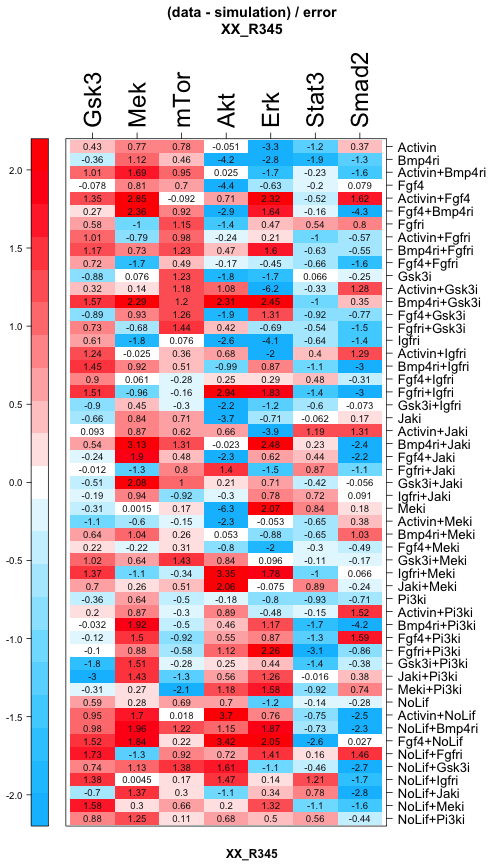 (data - simulation) / error
XX_R345
Gsk3 Mek mTor Akt Erk Stat3 Smad2
0.43 0.77 0.78 -0.051 -3.3 -1.2 0.37 Activin
-0.36 1.12 0.46 -4.2 -2.8 -1.9 -1.3 Bmp4ri
1.01 1.69 0.95 0.025 -1.7 -0.23 -1.6 Activin+Bmp4ri
-0.078 0.81 0.7 -4.4 -0.63 -0.2 0.079 Fgf4
1.35 2.85 -0.092 0.71 2.32 -0.52 1.62 Activin+Fgf4
0.27 2.36 0.92 -2.9 1.64 -0.16 -4.3 Fgf4+Bmp4ri
0.58 -1 1.15 -1.4 0.47 0.54 0.8 Fgfri
1.01 -0.79 0.98 -0.24 0.21 -1 -0.57 Activin+Fgfri
1.17 0.73 1.23 0.47 1.6 -0.63 -0.55 Bmp4ri+Fgfri
0.72 -1.7 0.49 -0.17 -0.45 -0.66 -1.6 Fgf4+Fgfri
-0.88 0.076 1.23 -1.8 -1.7 0.066 -0.25 Gsk3i
0.32 0.14 1.18 1.08 -6.2 -0.33 1.28 Activin+Gsk3i
1.57 2.29 1.2 2.31 2.45 -1 0.35 Bmp4ri+Gsk3i
-0.89 0.93 1.26 -1.9 1.31 -0.92 -0.77 Fgf4+Gsk3i
0.73 -0.68 1.44 0.42 -0.69 -0.54 -1.5 Fgfri+Gsk3i
0.61 -1.8 0.076 -2.6 -4.1 -0.64 -1.4 Igfri
1.24 -0.025 0.36 0.68 -2 0.4 1.29 Activin+Igfri
1.45 0.92 0.51 -0.99 0.87 -1.1 -3 Bmp4ri+Igfri
0.9 0.061 -0.28 0.25 0.29 0.48 -0.31 Fgf4+Igfri
1.51 -0.96 -0.16 2.94 1.83 -1.4 -3 Fgfri+Igfri
-0.9 0.45 -0.3 -2.2 -1.2 -0.6 -0.073 Gsk3i+Igfri
-0.66 0.84 0.71 -3.7 -0.71 -0.062 0.17 Jaki
0.093 0.87 0.62 0.66 -3.9 1.19 1.31 Activin+Jaki
0.54 3.13 1.31 -0.023 2.48 0.23 -2.4 Bmp4ri+Jaki
-0.24 1.9 0.48 -2.3 0.62 0.44 -2.2 Fgf4+Jaki
-0.012 -1.3 0.8 1.4 -1.5 0.87 -1.1 Fgfri+Jaki
-0.51 2.08 1 0.21 0.71 -0.42 -0.056 Gsk3i+Jaki
-0.19 0.94 -0.92 -0.3 0.78 0.72 0.091 Igfri+Jaki
-0.31 0.0015 0.17 -6.3 2.07 0.84 0.18 Meki
-1.1 -0.6 -0.15 -2.3 -0.053 -0.65 0.38 Activin+Meki
0.64 1.04 0.26 0.053 -0.88 -0.65 1.03 Bmp4ri+Meki
0.22 -0.22 0.31 -0.8 -2 -0.3 -0.49 Fgf4+Meki
1.02 0.64 1.43 0.84 0.096 -0.11 -0.17 Gsk3i+Meki
1.37 -1.1 -0.34 3.35 1.78 -1 0.066 Igfri+Meki
0.7 0.26 0.51 2.06 -0.075 0.89 -0.24 Jaki+Meki
-0.36 0.64 -0.5 -0.18 -0.8 -0.93 -0.71 Pi3ki
0.2 0.87 -0.3 0.89 -0.48 -0.15 1.52 Activin+Pi3ki
-0.032 1.92 -0.5 0.46 1.17 -1.7 -4.2 Bmp4ri+Pi3ki
-0.12 1.5 -0.92 0.55 0.87 -1.3 1.59 Fgf4+Pi3ki
-0.1 0.88 -0.58 1.12 2.26 -3.1 -0.86 Fgfri+Pi3ki
-1.8 1.51 -0.28 0.25 0.44 -1.4 -0.38 Gsk3i+Pi3ki
-3 1.43 -1.3 0.56 1.26 -0.016 0.38 Jaki+Pi3ki
-0.31 0.27 -2.1 1.18 1.58 -0.92 0.74 Meki+Pi3ki
0.59 0.28 0.69 0.7 -1.2 -0.14 -0.28 NoLif
0.95 1.7 0.018 3.7 0.76 -0.75 -2.5 Activin+NoLif
0.98 1.96 1.22 1.15 1.87 -0.73 -2.3 NoLif+Bmp4ri
1.52 1.84 0.22 3.42 2.05 -2.6 0.027 Fgf4+NoLif
1.73 -1.3 0.92 0.72 1.41 0.16 1.46 NoLif+Fgfri
0.74 1.13 1.38 1.61 -1.1 -0.46 -2.7 NoLif+Gsk3i
1.38 0.0045 0.17 1.47 0.14 1.21 -1.7 NoLif+Igfri
-0.7 1.37 0.3 -1.1 0.34 0.78 -2.8 NoLif+Jaki
1.58 0.3 0.66 0.2 1.32 -1.1 -1.6 NoLif+Meki
0.88 1.25 0.11 0.68 0.5 0.56 -0.44 NoLif+Pi3ki
2.0
1.5
1.0
0.5
0.0
-0.5
-1.0
-1.5
-2.0
XX_R345